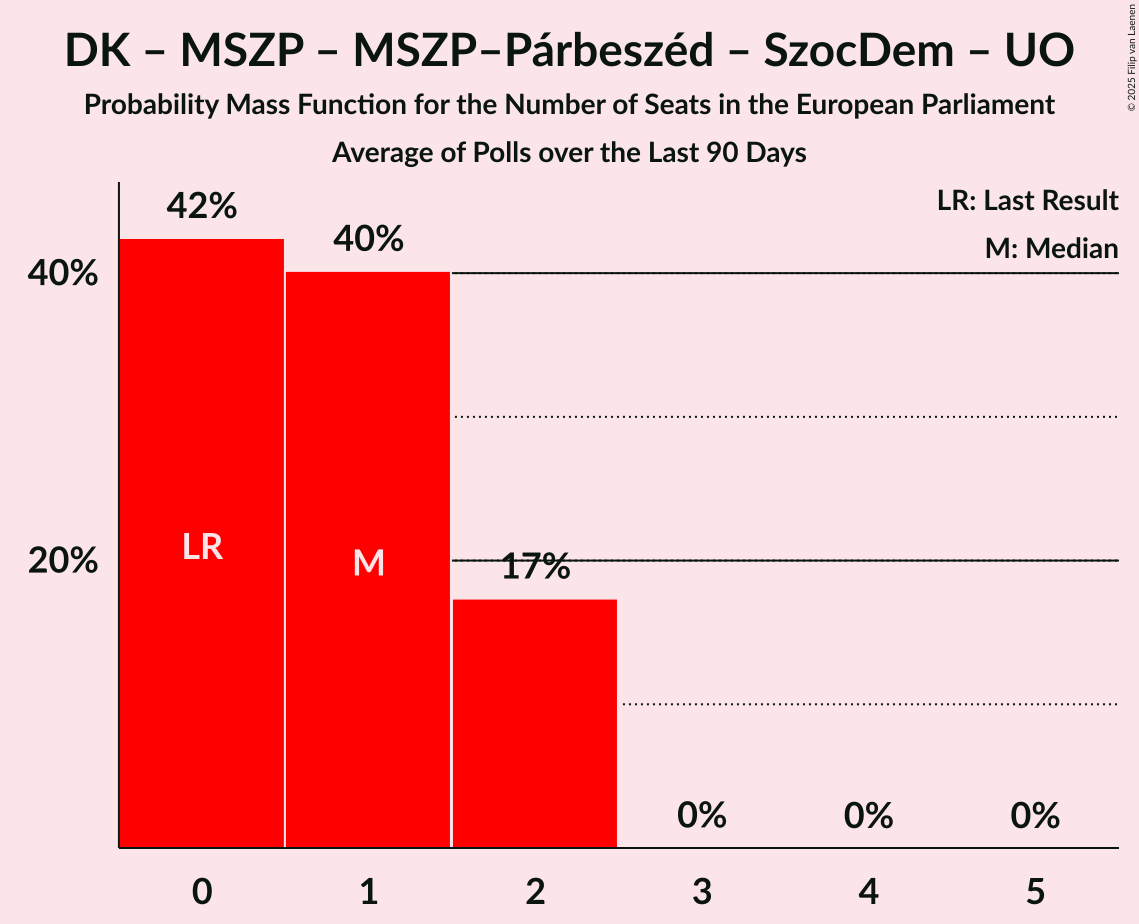 DK – MSZP – MSZP–Párbeszéd – SzocDem – UO
Probability Mass Function for the Number of Seats in the European Parliament
Average of Polls over the Last 90 Days
© 2025 Filip van Laenen
LR: Last Result
M: Median
42%
40%
40%
LR
M
20%
17%
0%
0%
0%
0
1
2
3
4
5